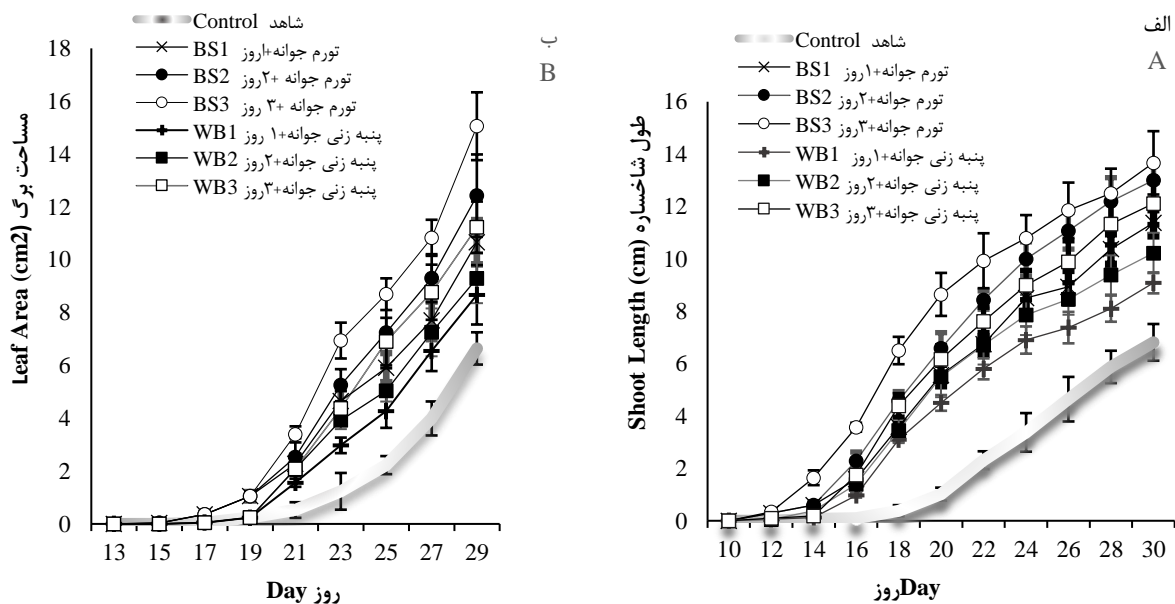 الف
A
Control شاهد
BS1 تورم جوانه+۱روز
BS2 تورم جوانه+۲روز
BS3 تورم جوانه+۳روز
WB1 پنبه زنی جوانه+۱روز
WB2 پنبه زنی جوانه+۲روز
WB3 پنبه زنی جوانه+۳روز
Shoot Length (cm) طول شاخساره
16
14
12
10
8
6
4
2
0
10 12 14 16 18 20 22 24 26 28 30
Dayروز
ب
B
Control شاهد
BS1 تورم جوانه+۱روز
BS2 تورم جوانه +۲روز
BS3 تورم جوانه +۳ روز
WB1 پنبه زنی جوانه+۱ روز
WB2 پنبه زنی جوانه+۲روز
WB3 پنبه زنی جوانه+۳روز
Leaf Area (cm2) مساحت برگ
18
16
14
12
10
8
6
4
2
0
13 15 17 19 21 23 25 27 29
Day روز